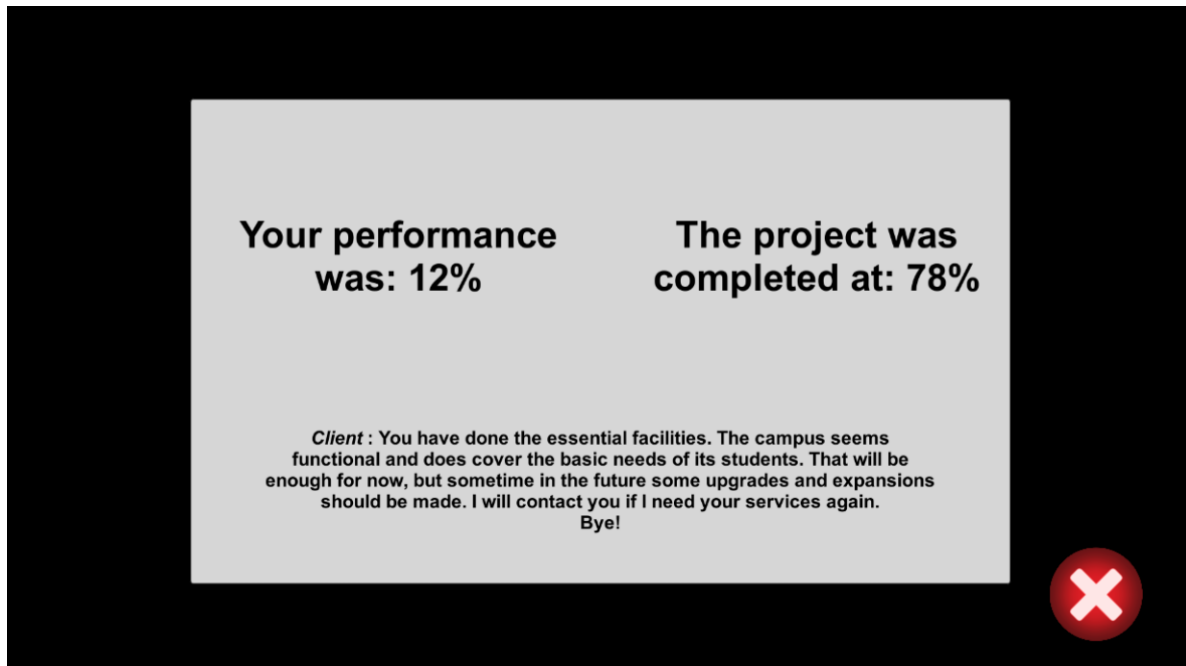 Your performance
was: 12%
The project was
completed at: 78%
Client : You have done the essential facilities. The campus seems
functional and does cover the basic needs of its students. That will be
enough for now, but sometime in the future some upgrades and expansions
should be made. I will contact you if I need your services again.
Bye!